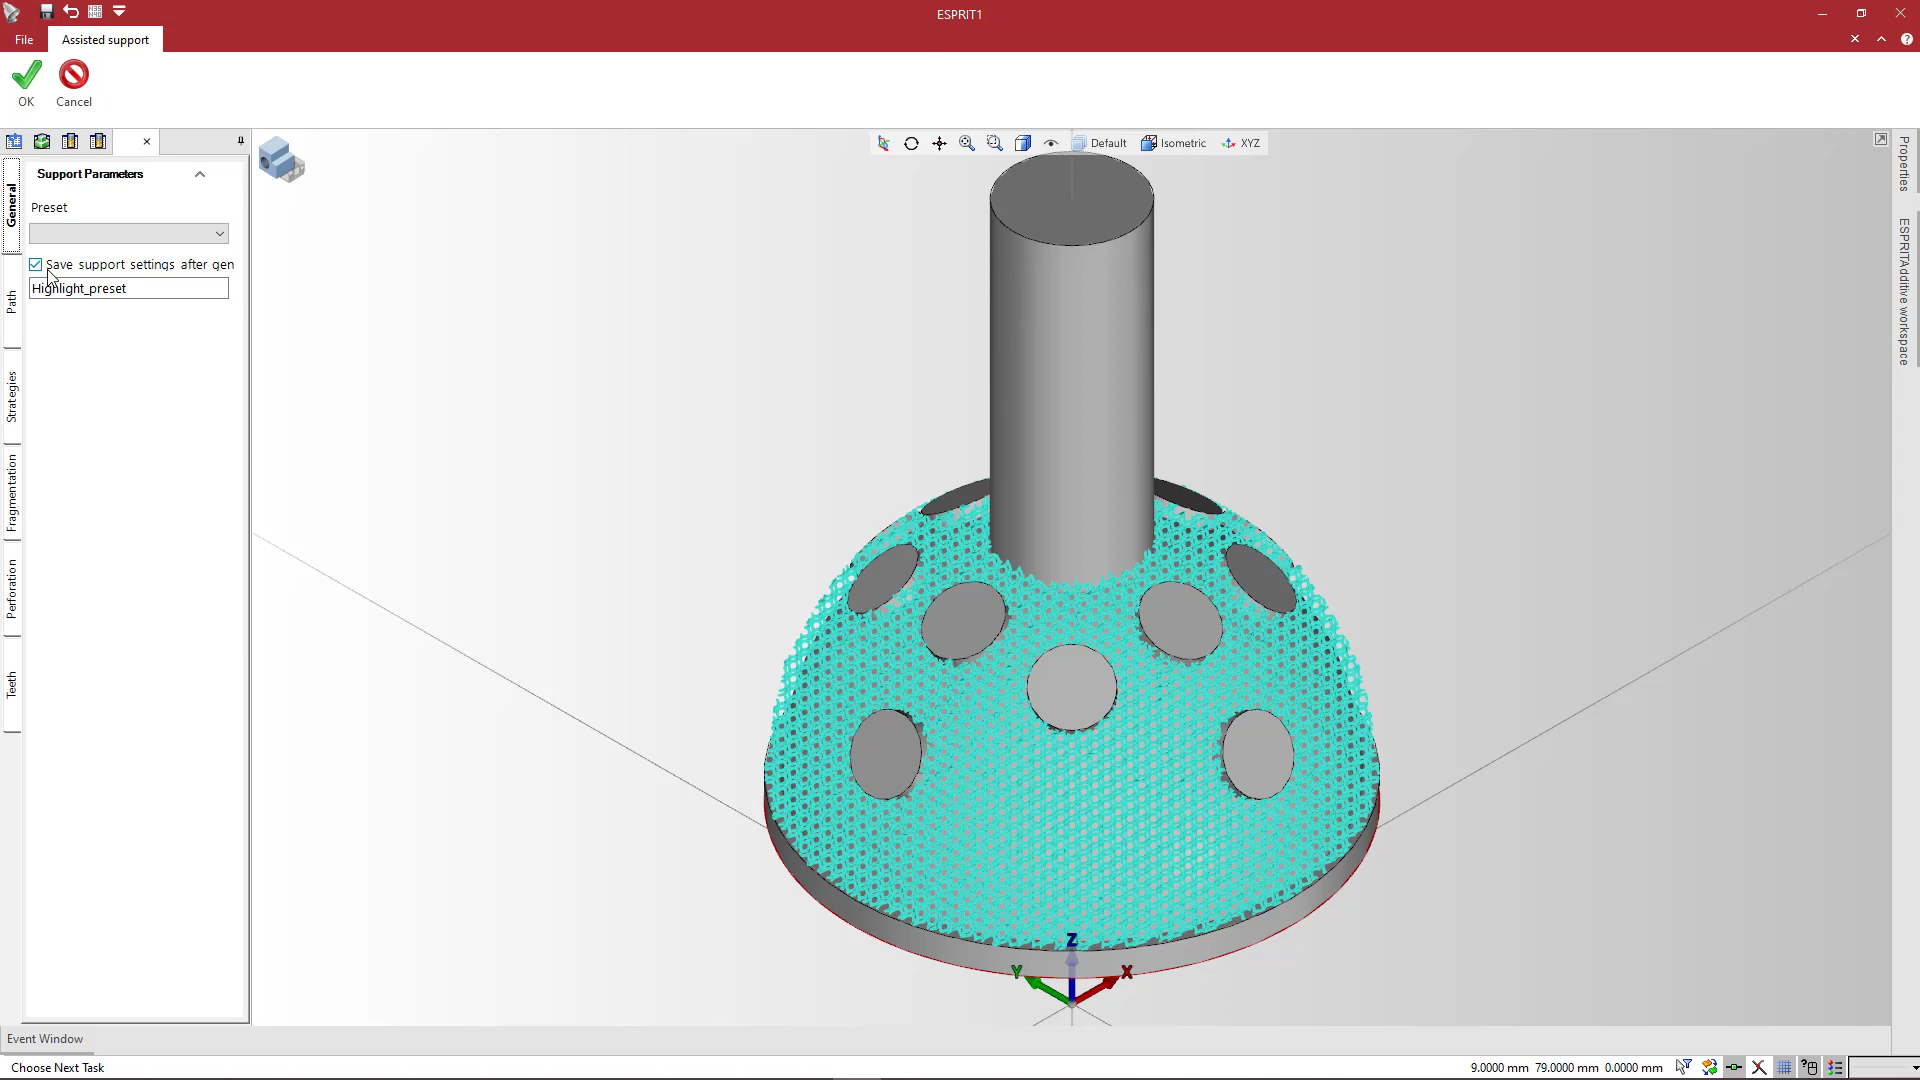 ESPRIT1
File
Assisted support
OK
Cancel
Default
Isometric
XYZ
Support Parameters
Preset
Save support settings after gen
Highlight_preset
General
Path
Strategies
Fragmentation
Perforation
Teeth
Properties
ESPRITAdditive workspace
Z
Y
X
Event Window
Choose Next Task
9.0000 mm 79.0000 mm 0.0000 mm